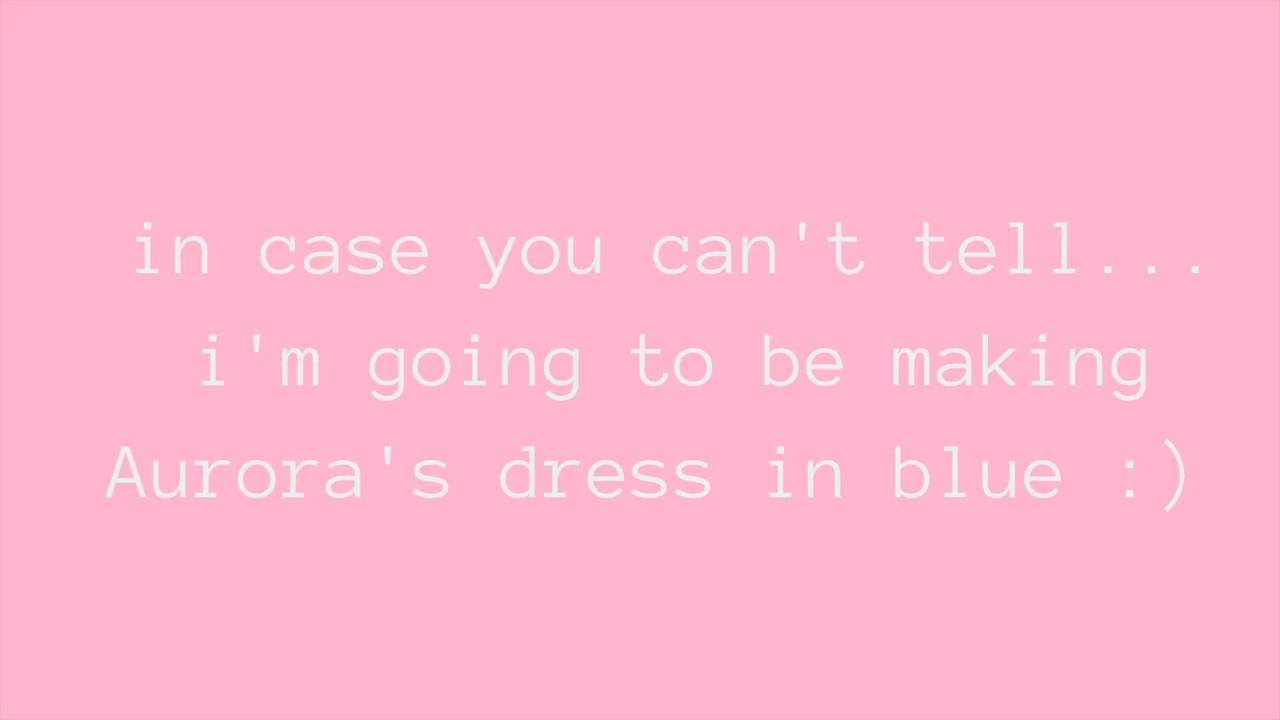 in case you can't tell...
i'm going to be making
Aurora's dress in blue :)